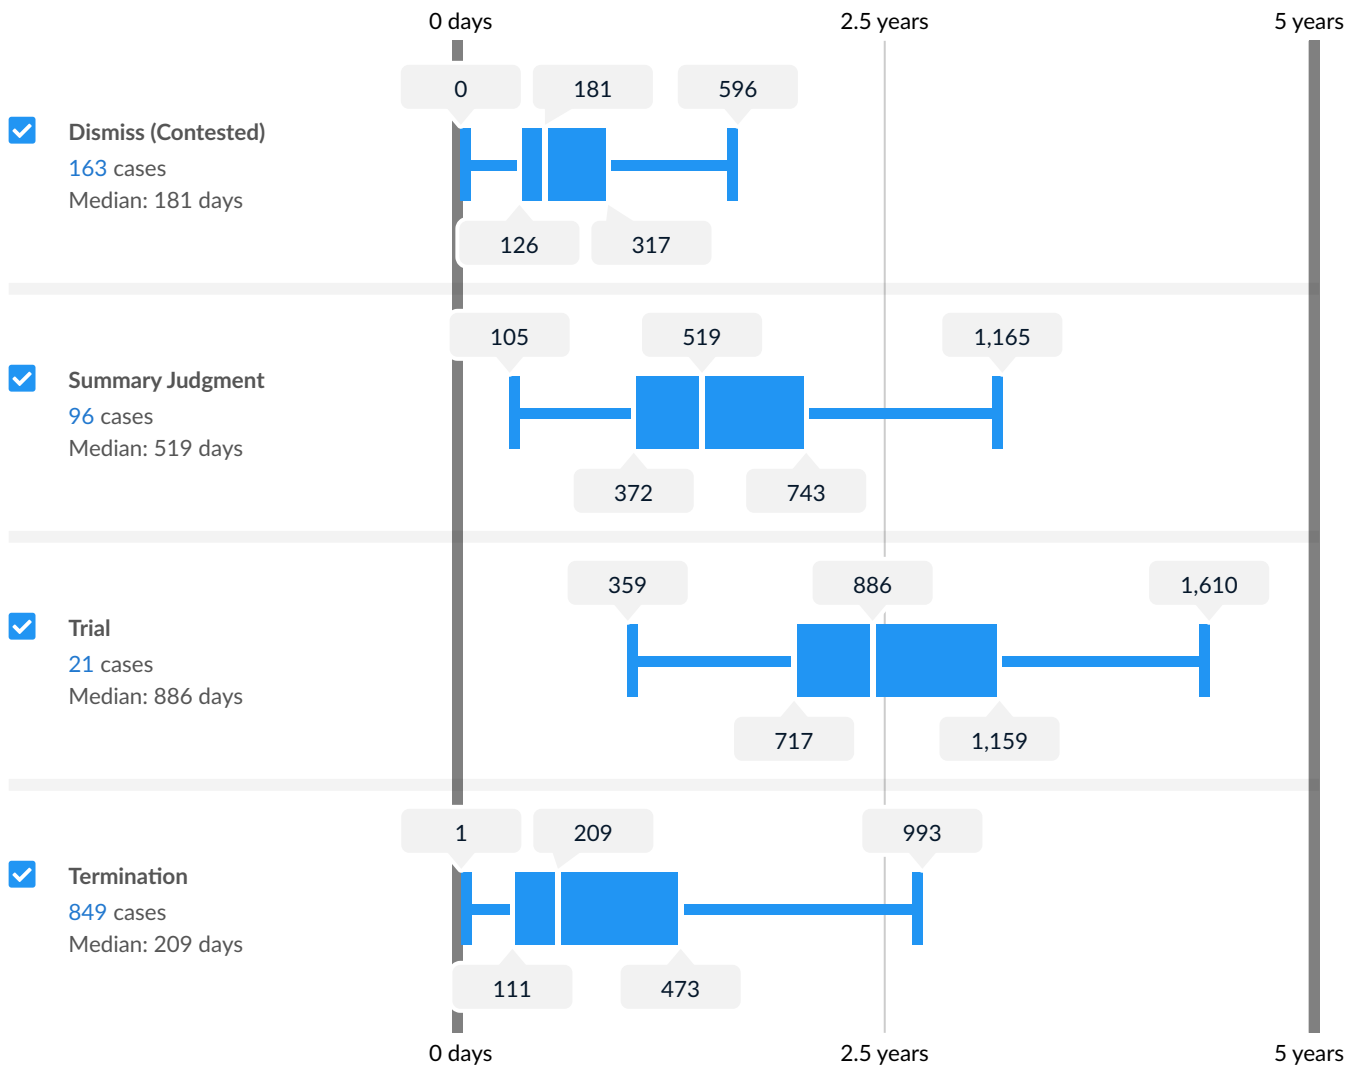 0 days 2.5 years 5 years
0 181 596
Dismiss (Contested)
163 cases
Median: 181 days
126 317
105 519 1,165
Summary Judgment
96 cases
Median: 519 days
372 743
359 886 1,610
Trial
21 cases
Median: 886 days
717 1,159
1 209 993
Termination
849 cases
Median: 209 days
111 473
0 days 2.5 years 5 years